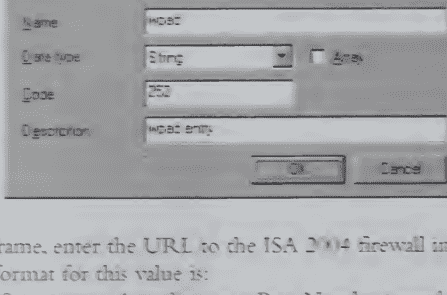 Name wpad
Data type String Array
Code 252
Description wpad entry
OK Cancel
rame, enter the URL to the ISA 2004 firewall in
format for this value is: